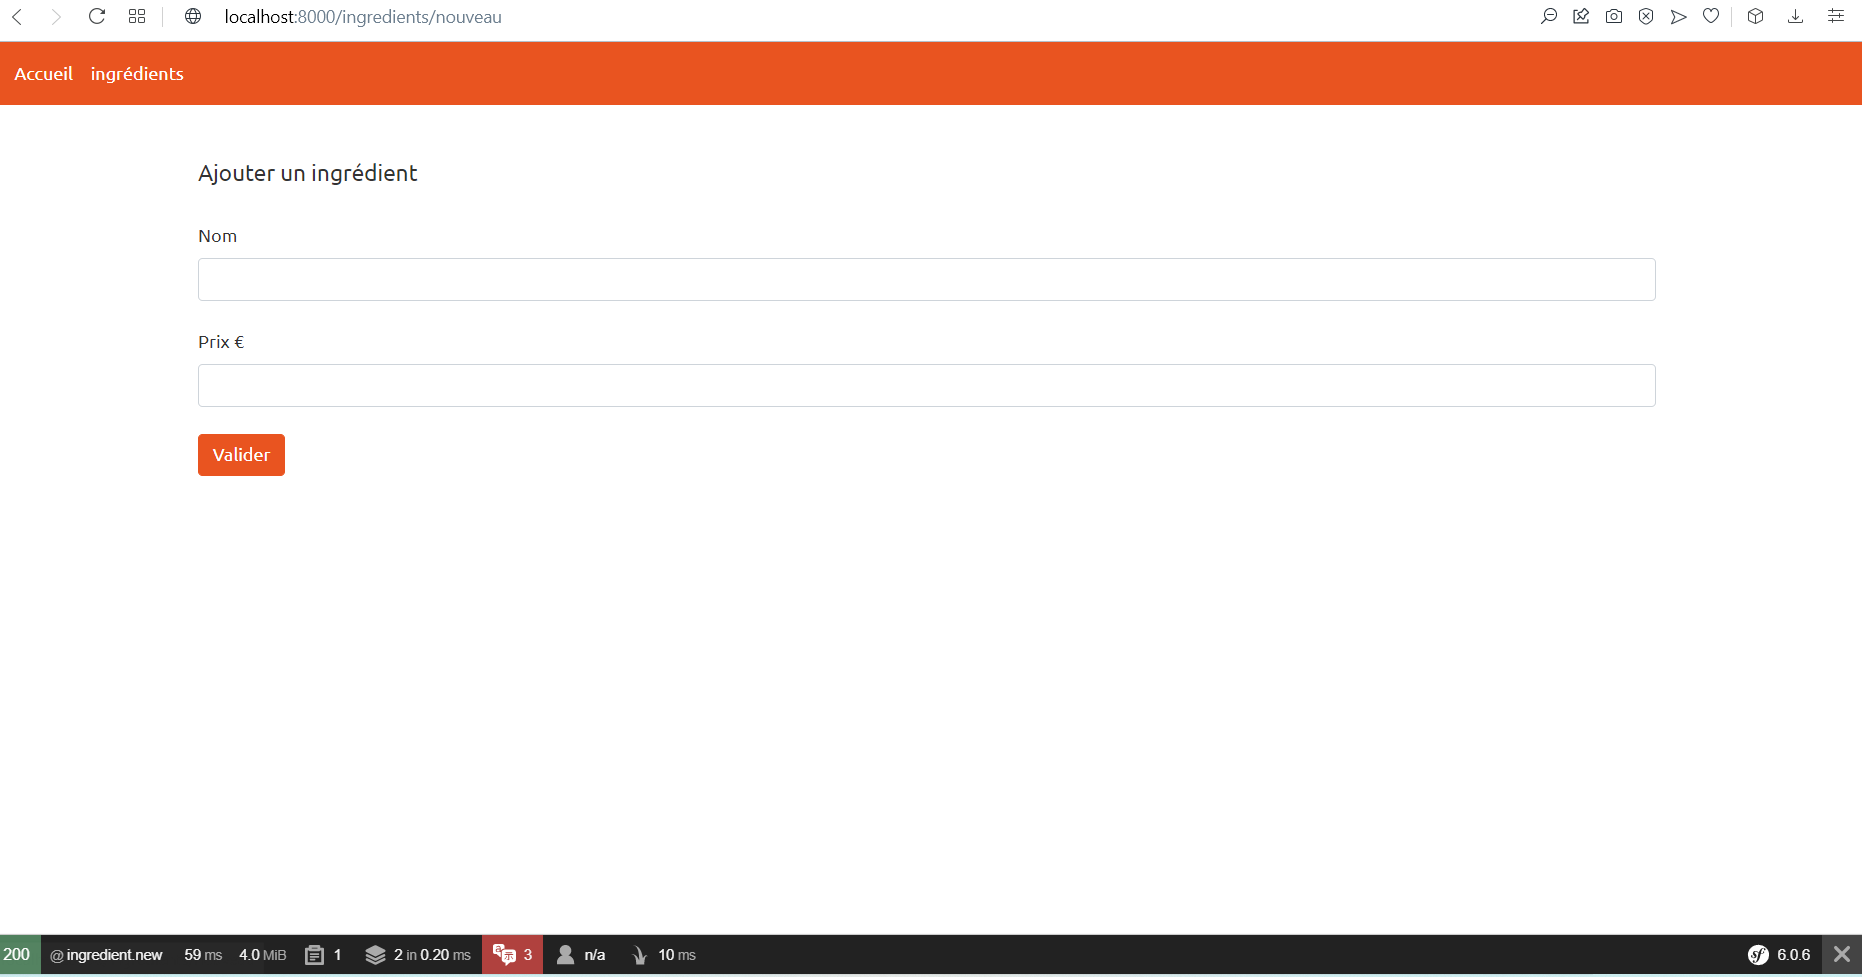 localhost:8000/ingredients/nouveau
Accueil ingrédients
Ajouter un ingrédient
Nom
Prix €
Valider
200 @ ingredient.new 59 ms 4.0 MiB 1 2 in 0.20 ms 3 n/a 10 ms sf 6.0.6